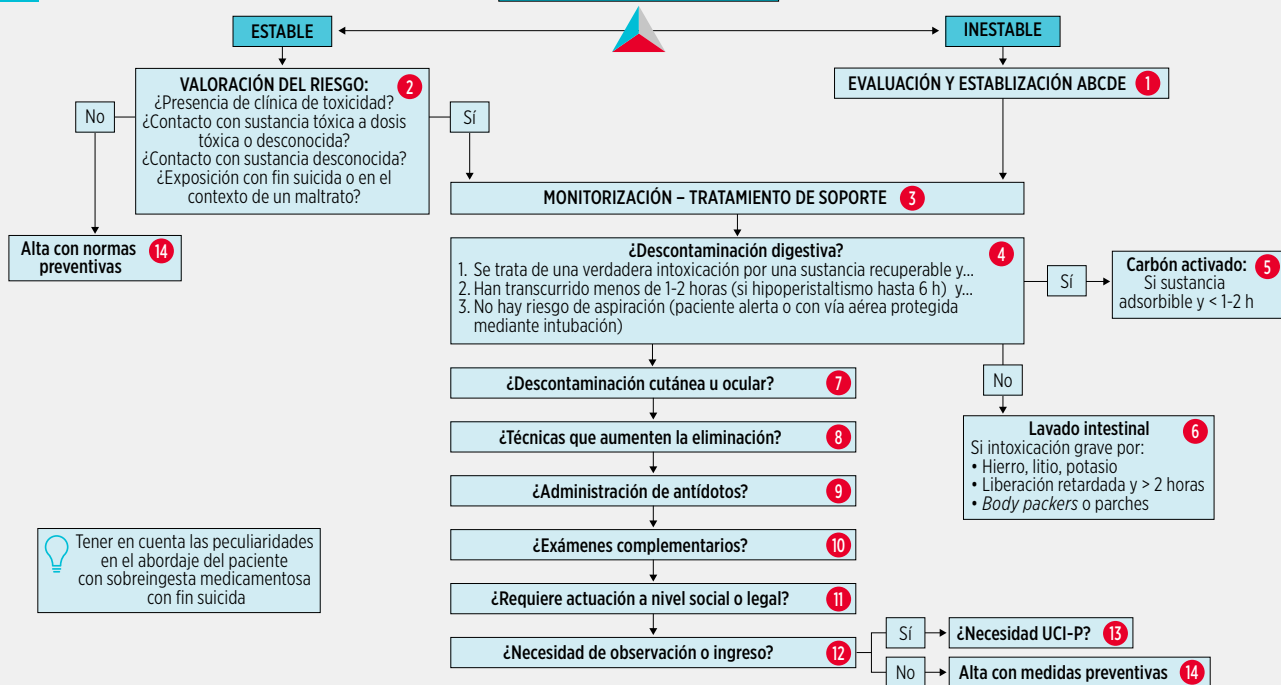 ESTABLE
INESTABLE
VALORACIÓN DEL RIESGO: 2
¿Presencia de clínica de toxicidad?
¿Contacto con sustancia tóxica a dosis
tóxica o desconocida?
¿Contacto con sustancia desconocida?
¿Exposición con fin suicida o en el
contexto de un maltrato?
No
Sí
EVALUACIÓN Y ESTABLIZACIÓN ABCDE 1
Alta con normas 14
preventivas
MONITORIZACIÓN – TRATAMIENTO DE SOPORTE 3
¿Descontaminación digestiva? 4
1. Se trata de una verdadera intoxicación por una sustancia recuperable y...
2. Han transcurrido menos de 1-2 horas (si hipoperistaltismo hasta 6 h) y...
3. No hay riesgo de aspiración (paciente alerta o con vía aérea protegida
mediante intubación)
Sí
Carbón activado: 5
Si sustancia
adsorbible y < 1-2 h
No
Lavado intestinal 6
Si intoxicación grave por:
• Hierro, litio, potasio
• Liberación retardada y > 2 horas
• Body packers o parches
¿Descontaminación cutánea u ocular? 7
¿Técnicas que aumenten la eliminación? 8
¿Administración de antídotos? 9
¿Exámenes complementarios? 10
¿Requiere actuación a nivel social o legal? 11
¿Necesidad de observación o ingreso? 12
Sí
¿Necesidad UCI-P? 13
No
Alta con medidas preventivas 14
Tener en cuenta las peculiaridades
en el abordaje del paciente
con sobreingesta medicamentosa
con fin suicida